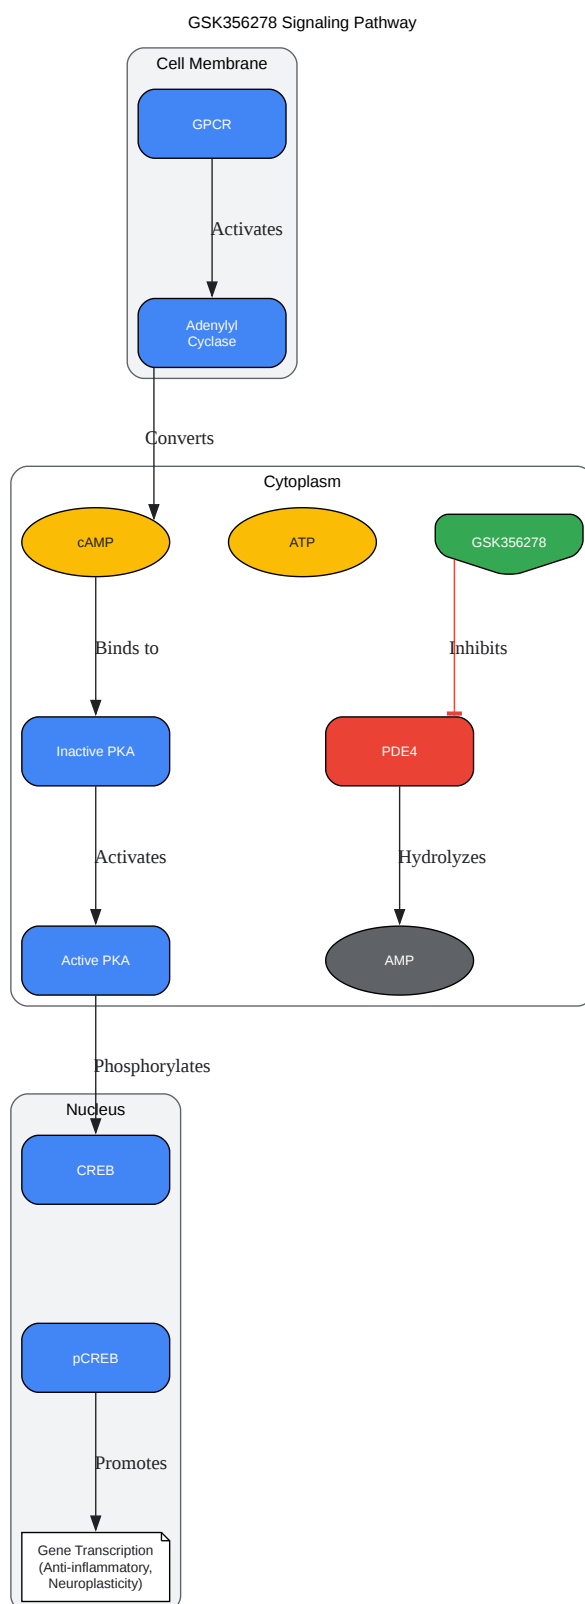 GSK356278 Signaling Pathway
Cell Membrane
GPCR
Activates
Adenylyl
Cyclase
Converts
Cytoplasm
cAMP
ATP
GSK356278
Binds to
Inhibits
Inactive PKA
PDE4
Activates
Hydrolyzes
Active PKA
AMP
Phosphorylates
Nucleus
CREB
pCREB
Promotes
Gene Transcription
(Anti-inflammatory,
Neuroplasticity)